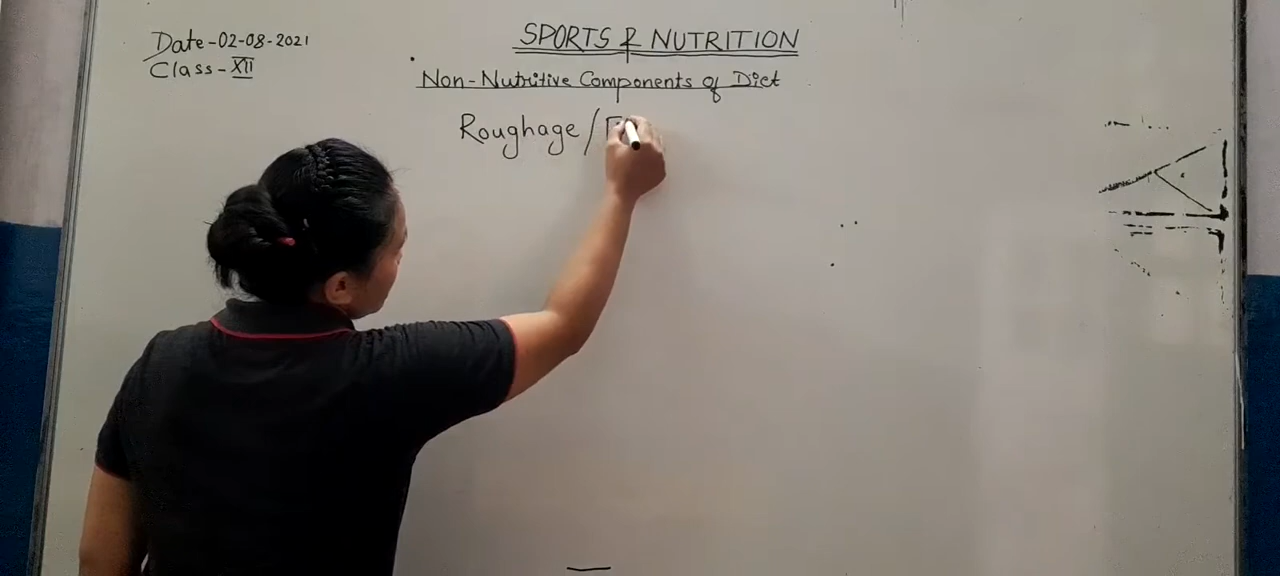 Date-02-08-2021
Class-XII
SPORTS & NUTRITION
Non-Nutritive Components of Diet
Roughage / F